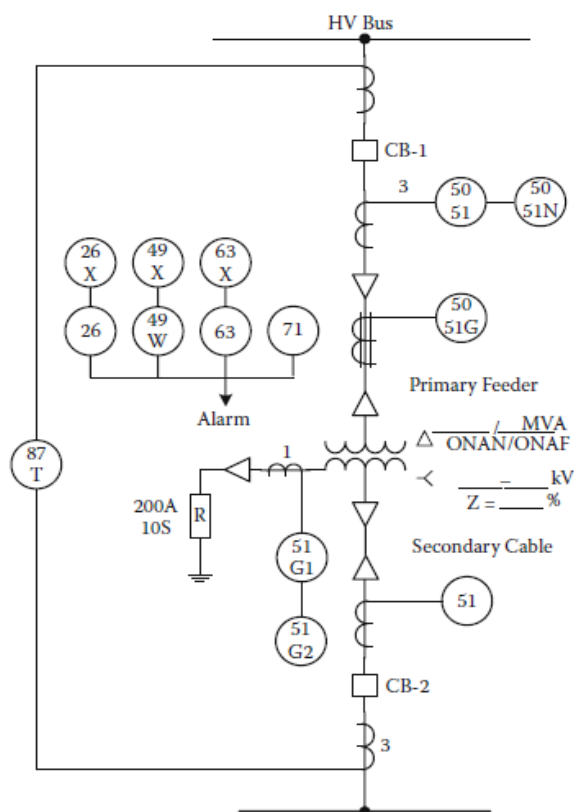 HV Bus
CB-1
3
50
51
50
51N
26
X
49
X
63
X
26
49
W
63
71
50
51G
Alarm
Primary Feeder
MVA
ONAN/ONAF
87
T
1
kV
Z = %
200A
10S
R
51
G1
Secondary Cable
51
G2
51
CB-2
3